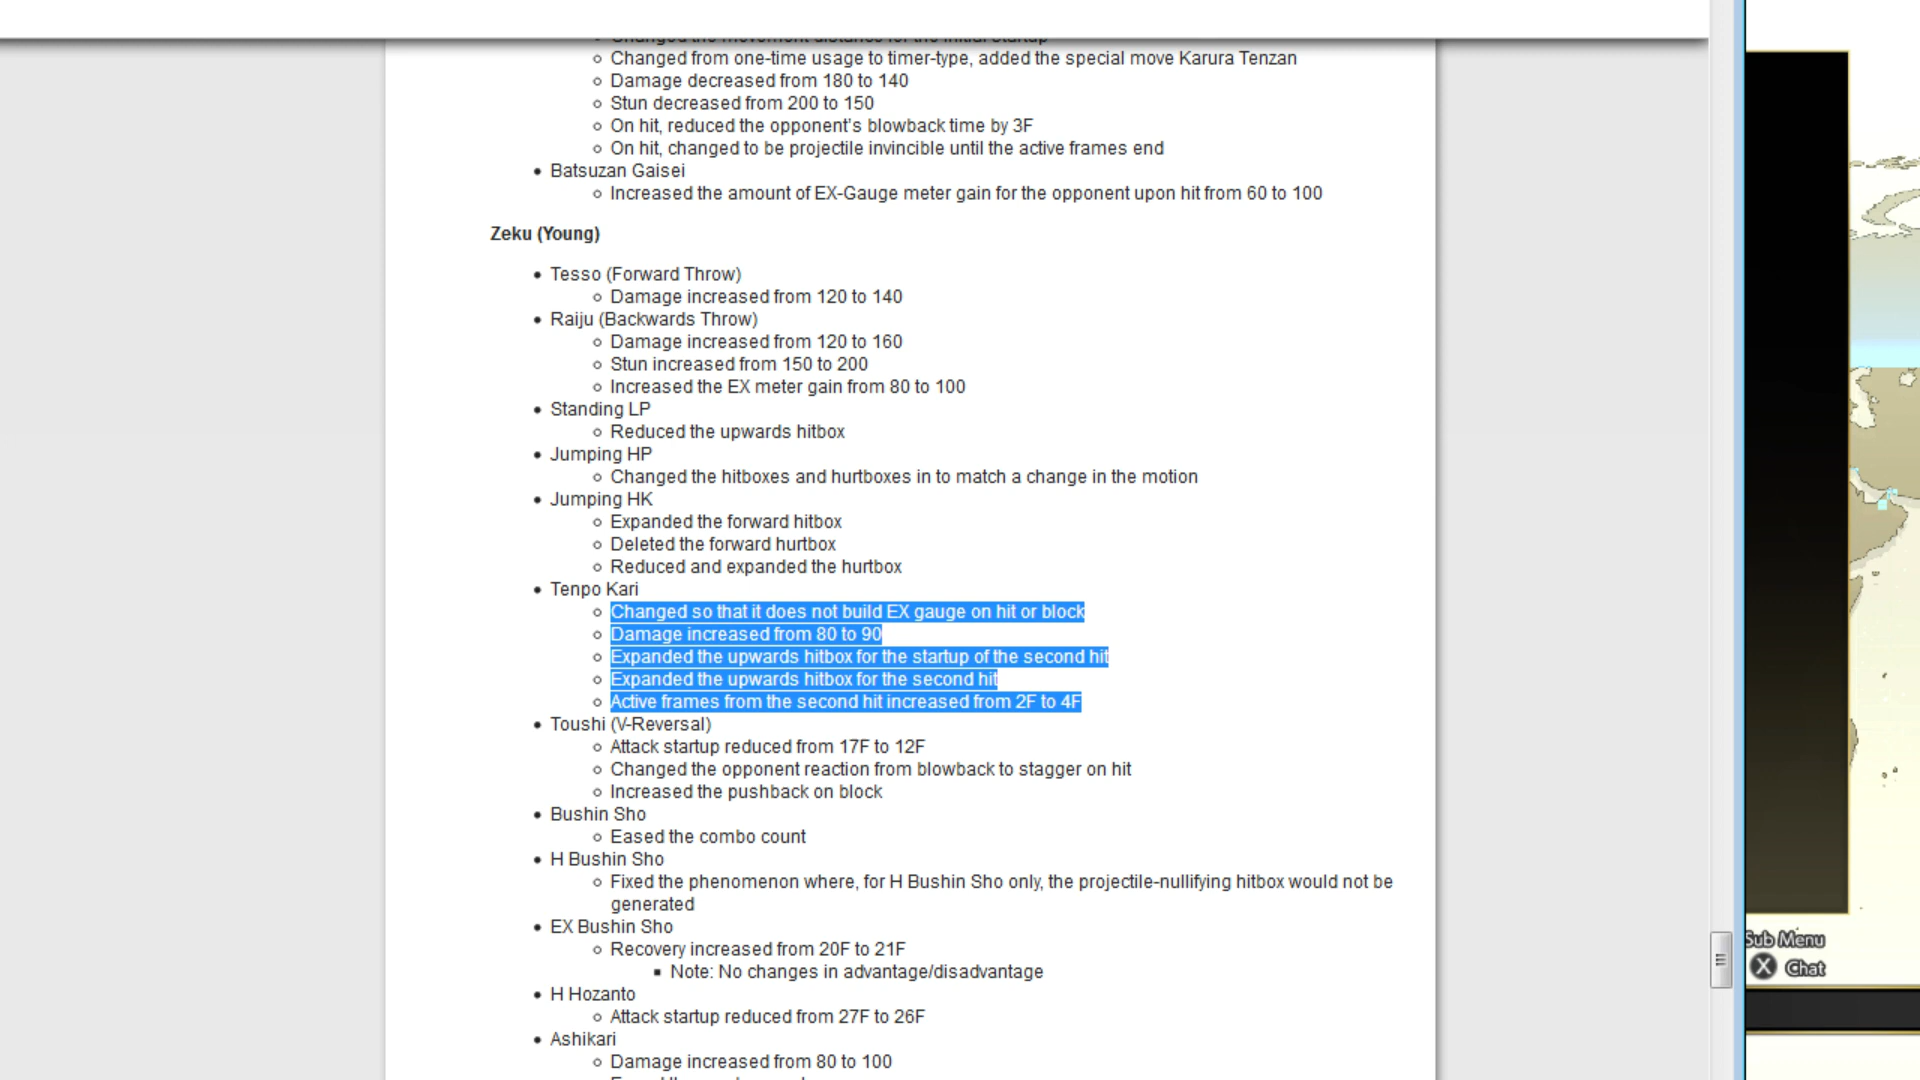 Changed the movement distance for the initial startup
Changed from one-time usage to timer-type, added the special move Karura Tenzan
Damage decreased from 180 to 140
Stun decreased from 200 to 150
On hit, reduced the opponent's blowback time by 3F
On hit, changed to be projectile invincible until the active frames end
Batsuzan Gaisei
Increased the amount of EX-Gauge meter gain for the opponent upon hit from 60 to 100
Zeku (Young)
Tesso (Forward Throw)
Damage increased from 120 to 140
Raiju (Backwards Throw)
Damage increased from 120 to 160
Stun increased from 150 to 200
Increased the EX meter gain from 80 to 100
Standing LP
Reduced the upwards hitbox
Jumping HP
Changed the hitboxes and hurtboxes in to match a change in the motion
Jumping HK
Expanded the forward hitbox
Deleted the forward hurtbox
Reduced and expanded the hurtbox
Tenpo Kari
Changed so that it does not build EX gauge on hit or block
Damage increased from 80 to 90
Expanded the upwards hitbox for the startup of the second hit
Expanded the upwards hitbox for the second hit
Active frames from the second hit increased from 2F to 4F
Toushi (V-Reversal)
Attack startup reduced from 17F to 12F
Changed the opponent reaction from blowback to stagger on hit
Increased the pushback on block
Bushin Sho
Eased the combo count
H Bushin Sho
Fixed the phenomenon where, for H Bushin Sho only, the projectile-nullifying hitbox would not be
generated
EX Bushin Sho
Recovery increased from 20F to 21F
Note: No changes in advantage/disadvantage
H Hozanto
Attack startup reduced from 27F to 26F
Ashikari
Damage increased from 80 to 100
Sub Menu
X Chat